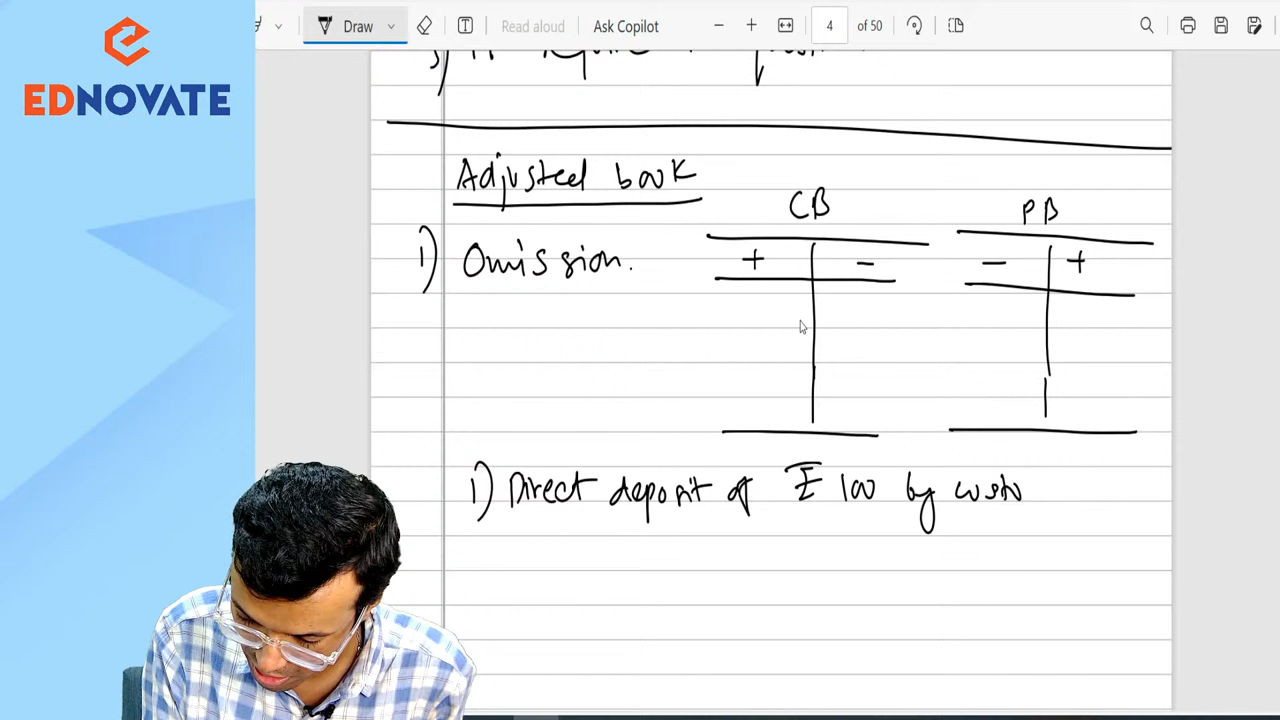 Draw
Read aloud
Ask Copilot
4
of 50
EDNOVATE
Adjusted book
CB
PB
1) Omission.
+
-
-
+
1) Direct deposit of ₹ 100 by custo